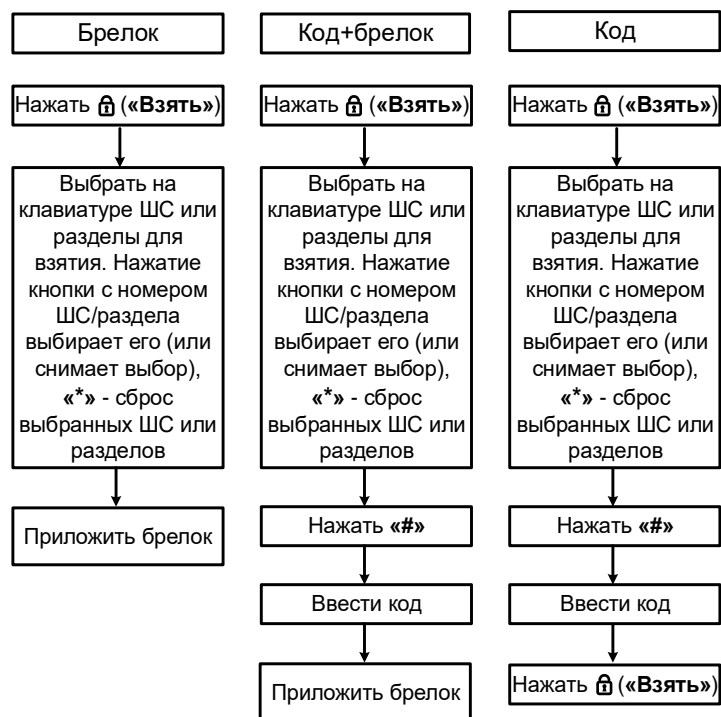 Брелок
Нажать («Взять»)
Выбрать на
клавиатуре ШС или
разделы для
взятия. Нажатие
кнопки с номером
ШС/раздела
выбирает его (или
снимает выбор),
«*» - сброс
выбранных ШС или
разделов
Приложить брелок
Код+брелок
Нажать («Взять»)
Выбрать на
клавиатуре ШС или
разделы для
взятия. Нажатие
кнопки с номером
ШС/раздела
выбирает его (или
снимает выбор),
«*» - сброс
выбранных ШС или
разделов
Нажать «#»
Ввести код
Приложить брелок
Код
Нажать («Взять»)
Выбрать на
клавиатуре ШС или
разделы для
взятия. Нажатие
кнопки с номером
ШС/раздела
выбирает его (или
снимает выбор),
«*» - сброс
выбранных ШС или
разделов
Нажать «#»
Ввести код
Нажать («Взять»)